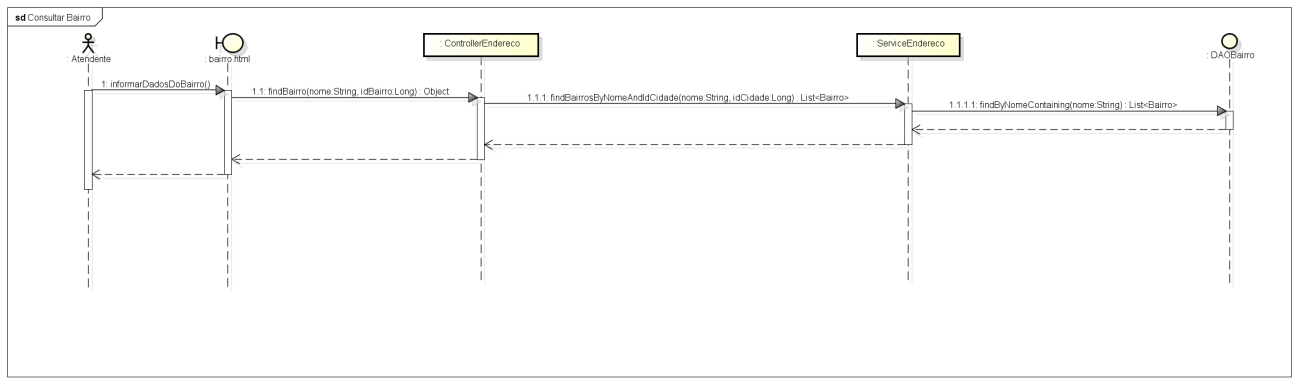 sd Consultar Bairro
: Atendente
: bairro.html
: ControllerEndereco
: ServiceEndereco
: DAOBairro
1: informarDadosDoBairro()
1.1: findBairro(nome:String, idBairro:Long) : Object
1.1.1: findBairrosByNomeAndIdCidade(nome:String, idCidade:Long) : List<Bairro>
1.1.1.1: findByNomeContaining(nome:String) : List<Bairro>